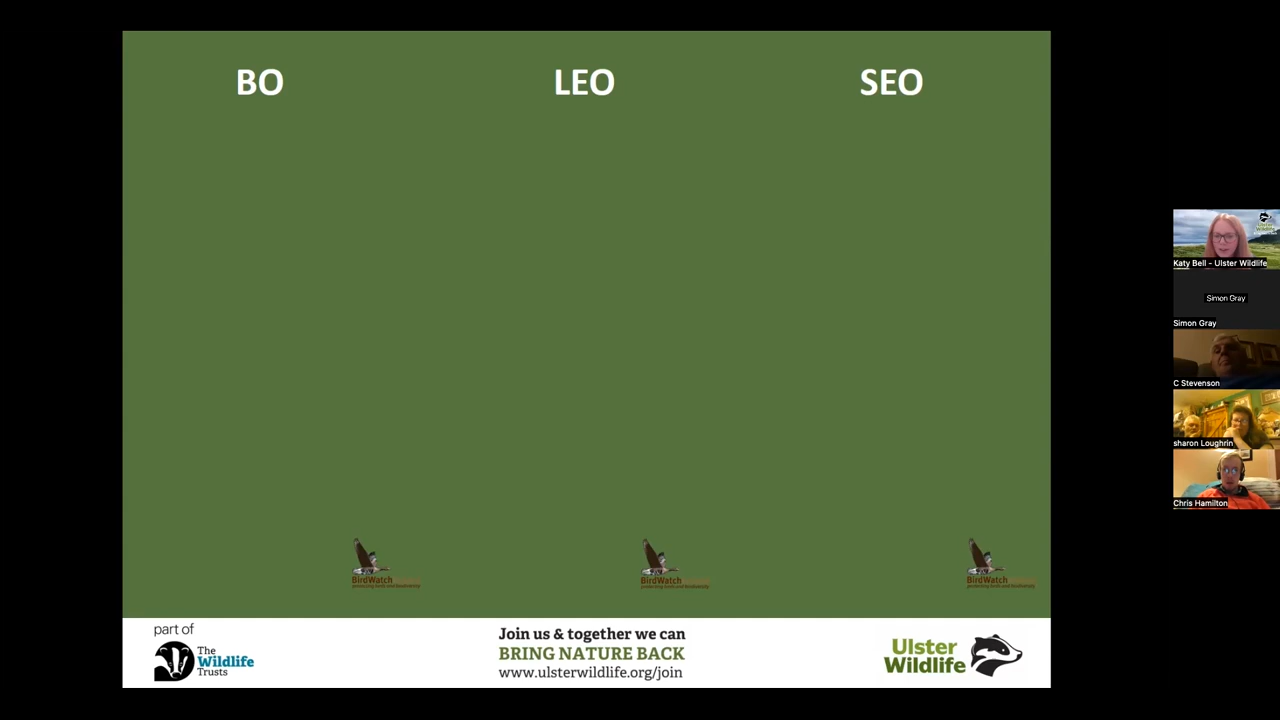 BO
LEO
SEO
BirdWatch
BirdWatch
BirdWatch
part of
The
Wildlife
Trusts
Join us & together we can
BRING NATURE BACK
www.ulsterwildlife.org/join
Ulster
Wildlife
Katy Bell - Ulster Wildlife
Simon Gray
Simon Gray
C Stevenson
sharon Loughrin
Chris Hamilton